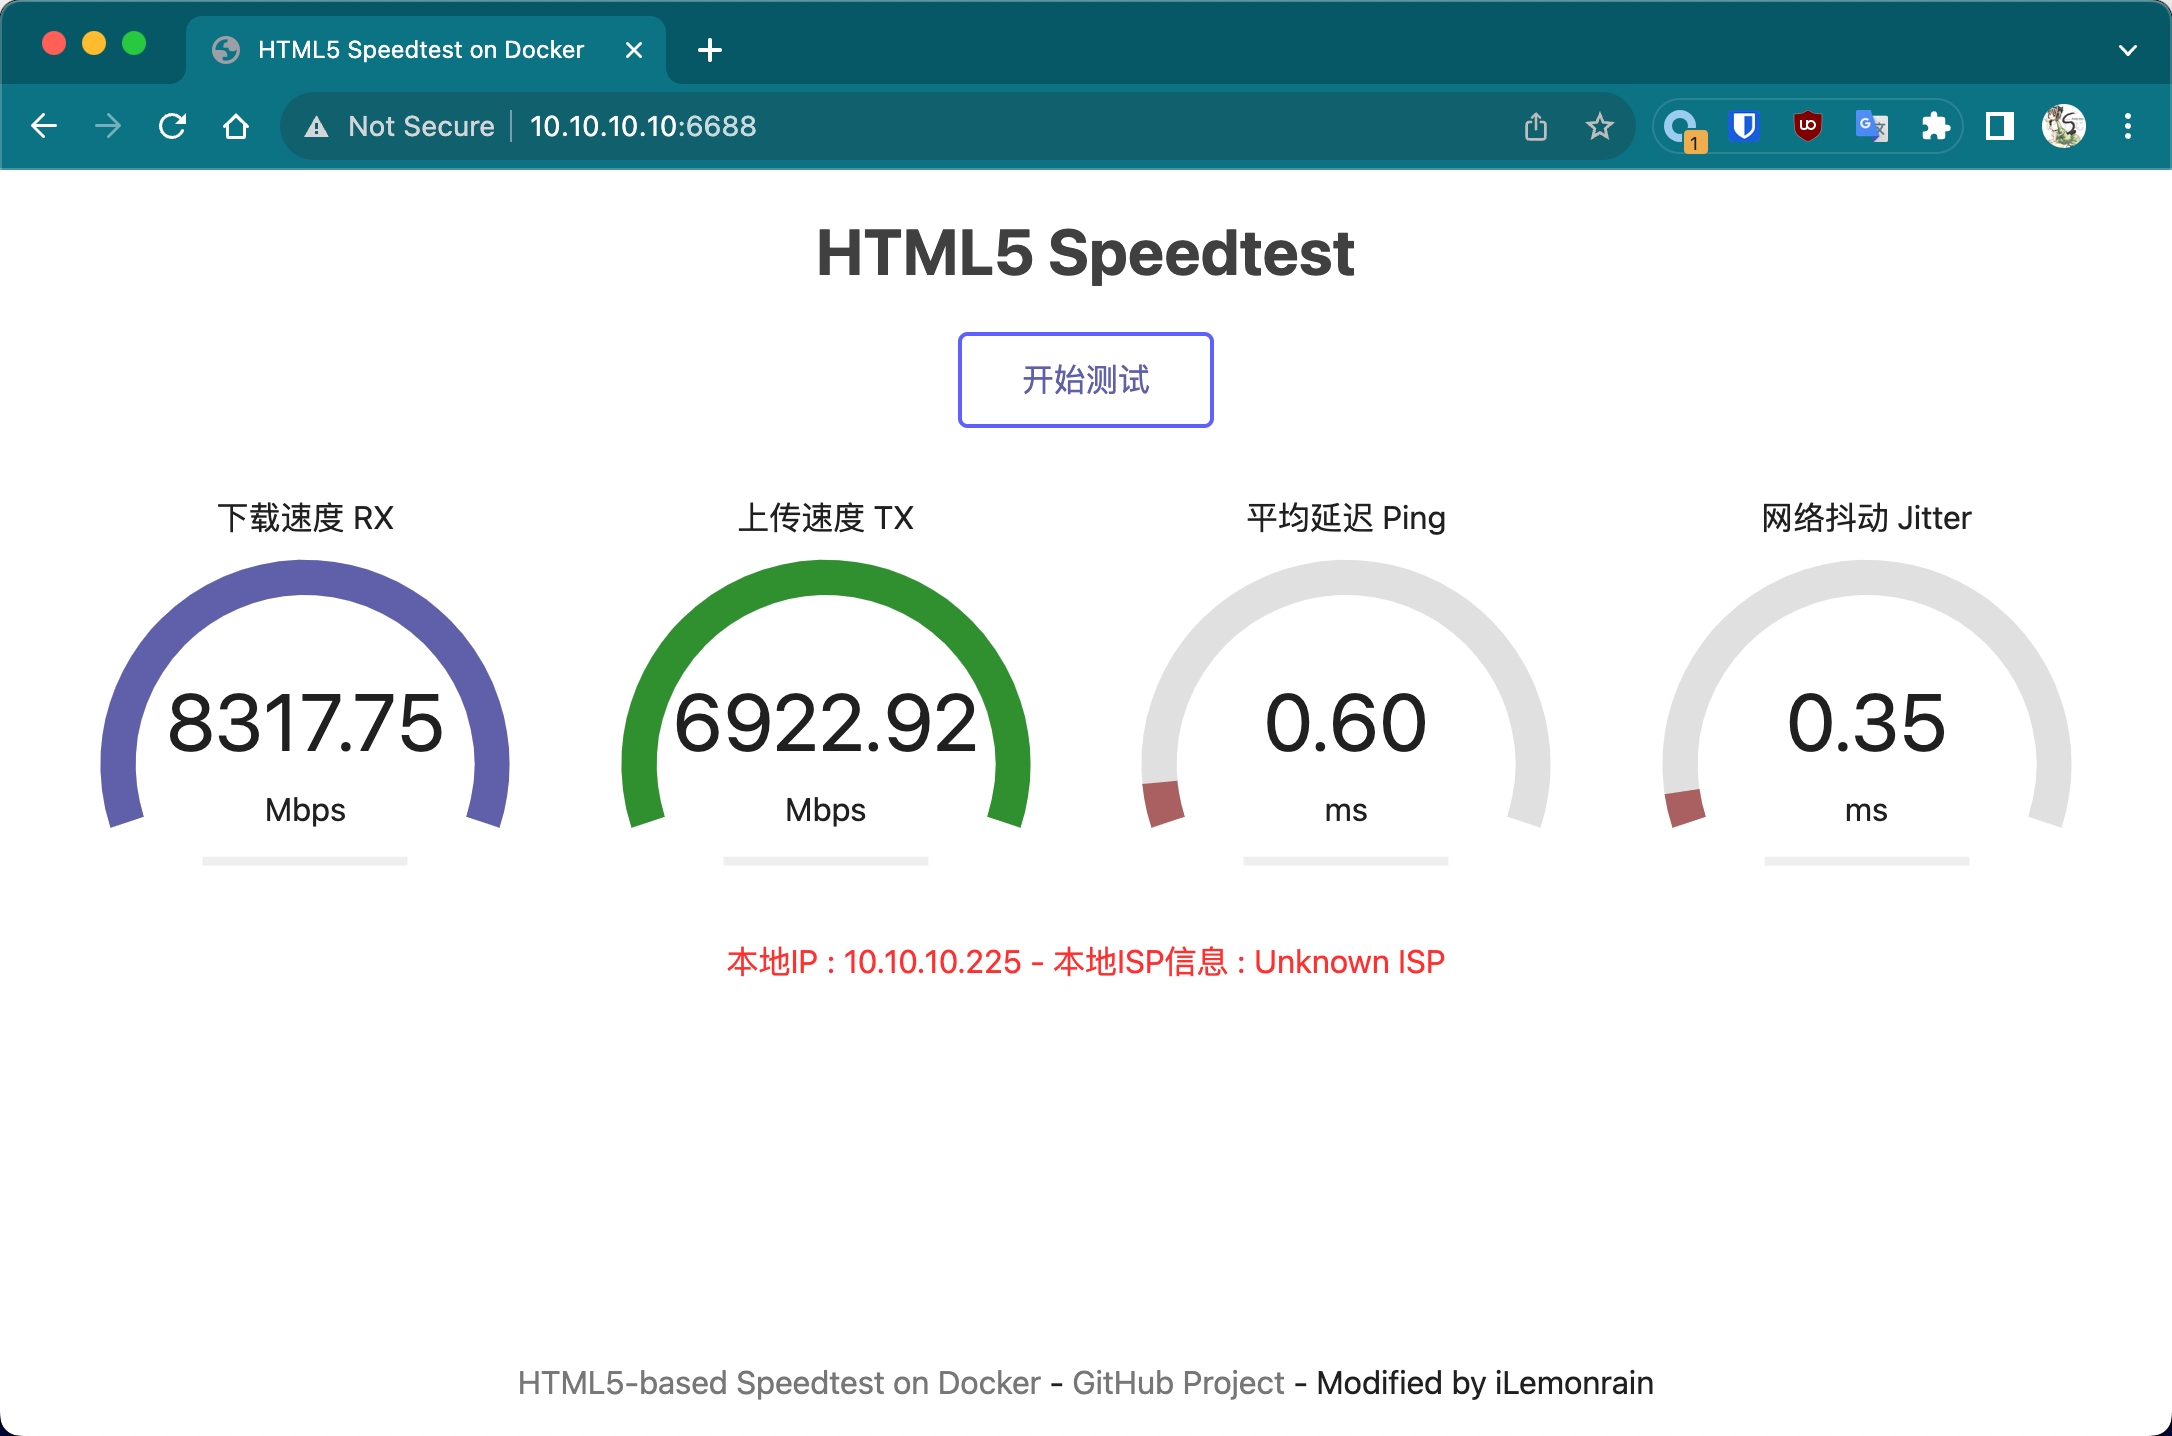 HTML5 Speedtest on Docker
Not Secure
10.10.10.10:6688
1
HTML5 Speedtest
开始测试
下载速度 RX
8317.75
Mbps
上传速度 TX
6922.92
Mbps
平均延迟 Ping
0.60
ms
网络抖动 Jitter
0.35
ms
本地IP : 10.10.10.225 - 本地ISP信息 : Unknown ISP
HTML5-based Speedtest on Docker - GitHub Project - Modified by iLemonrain